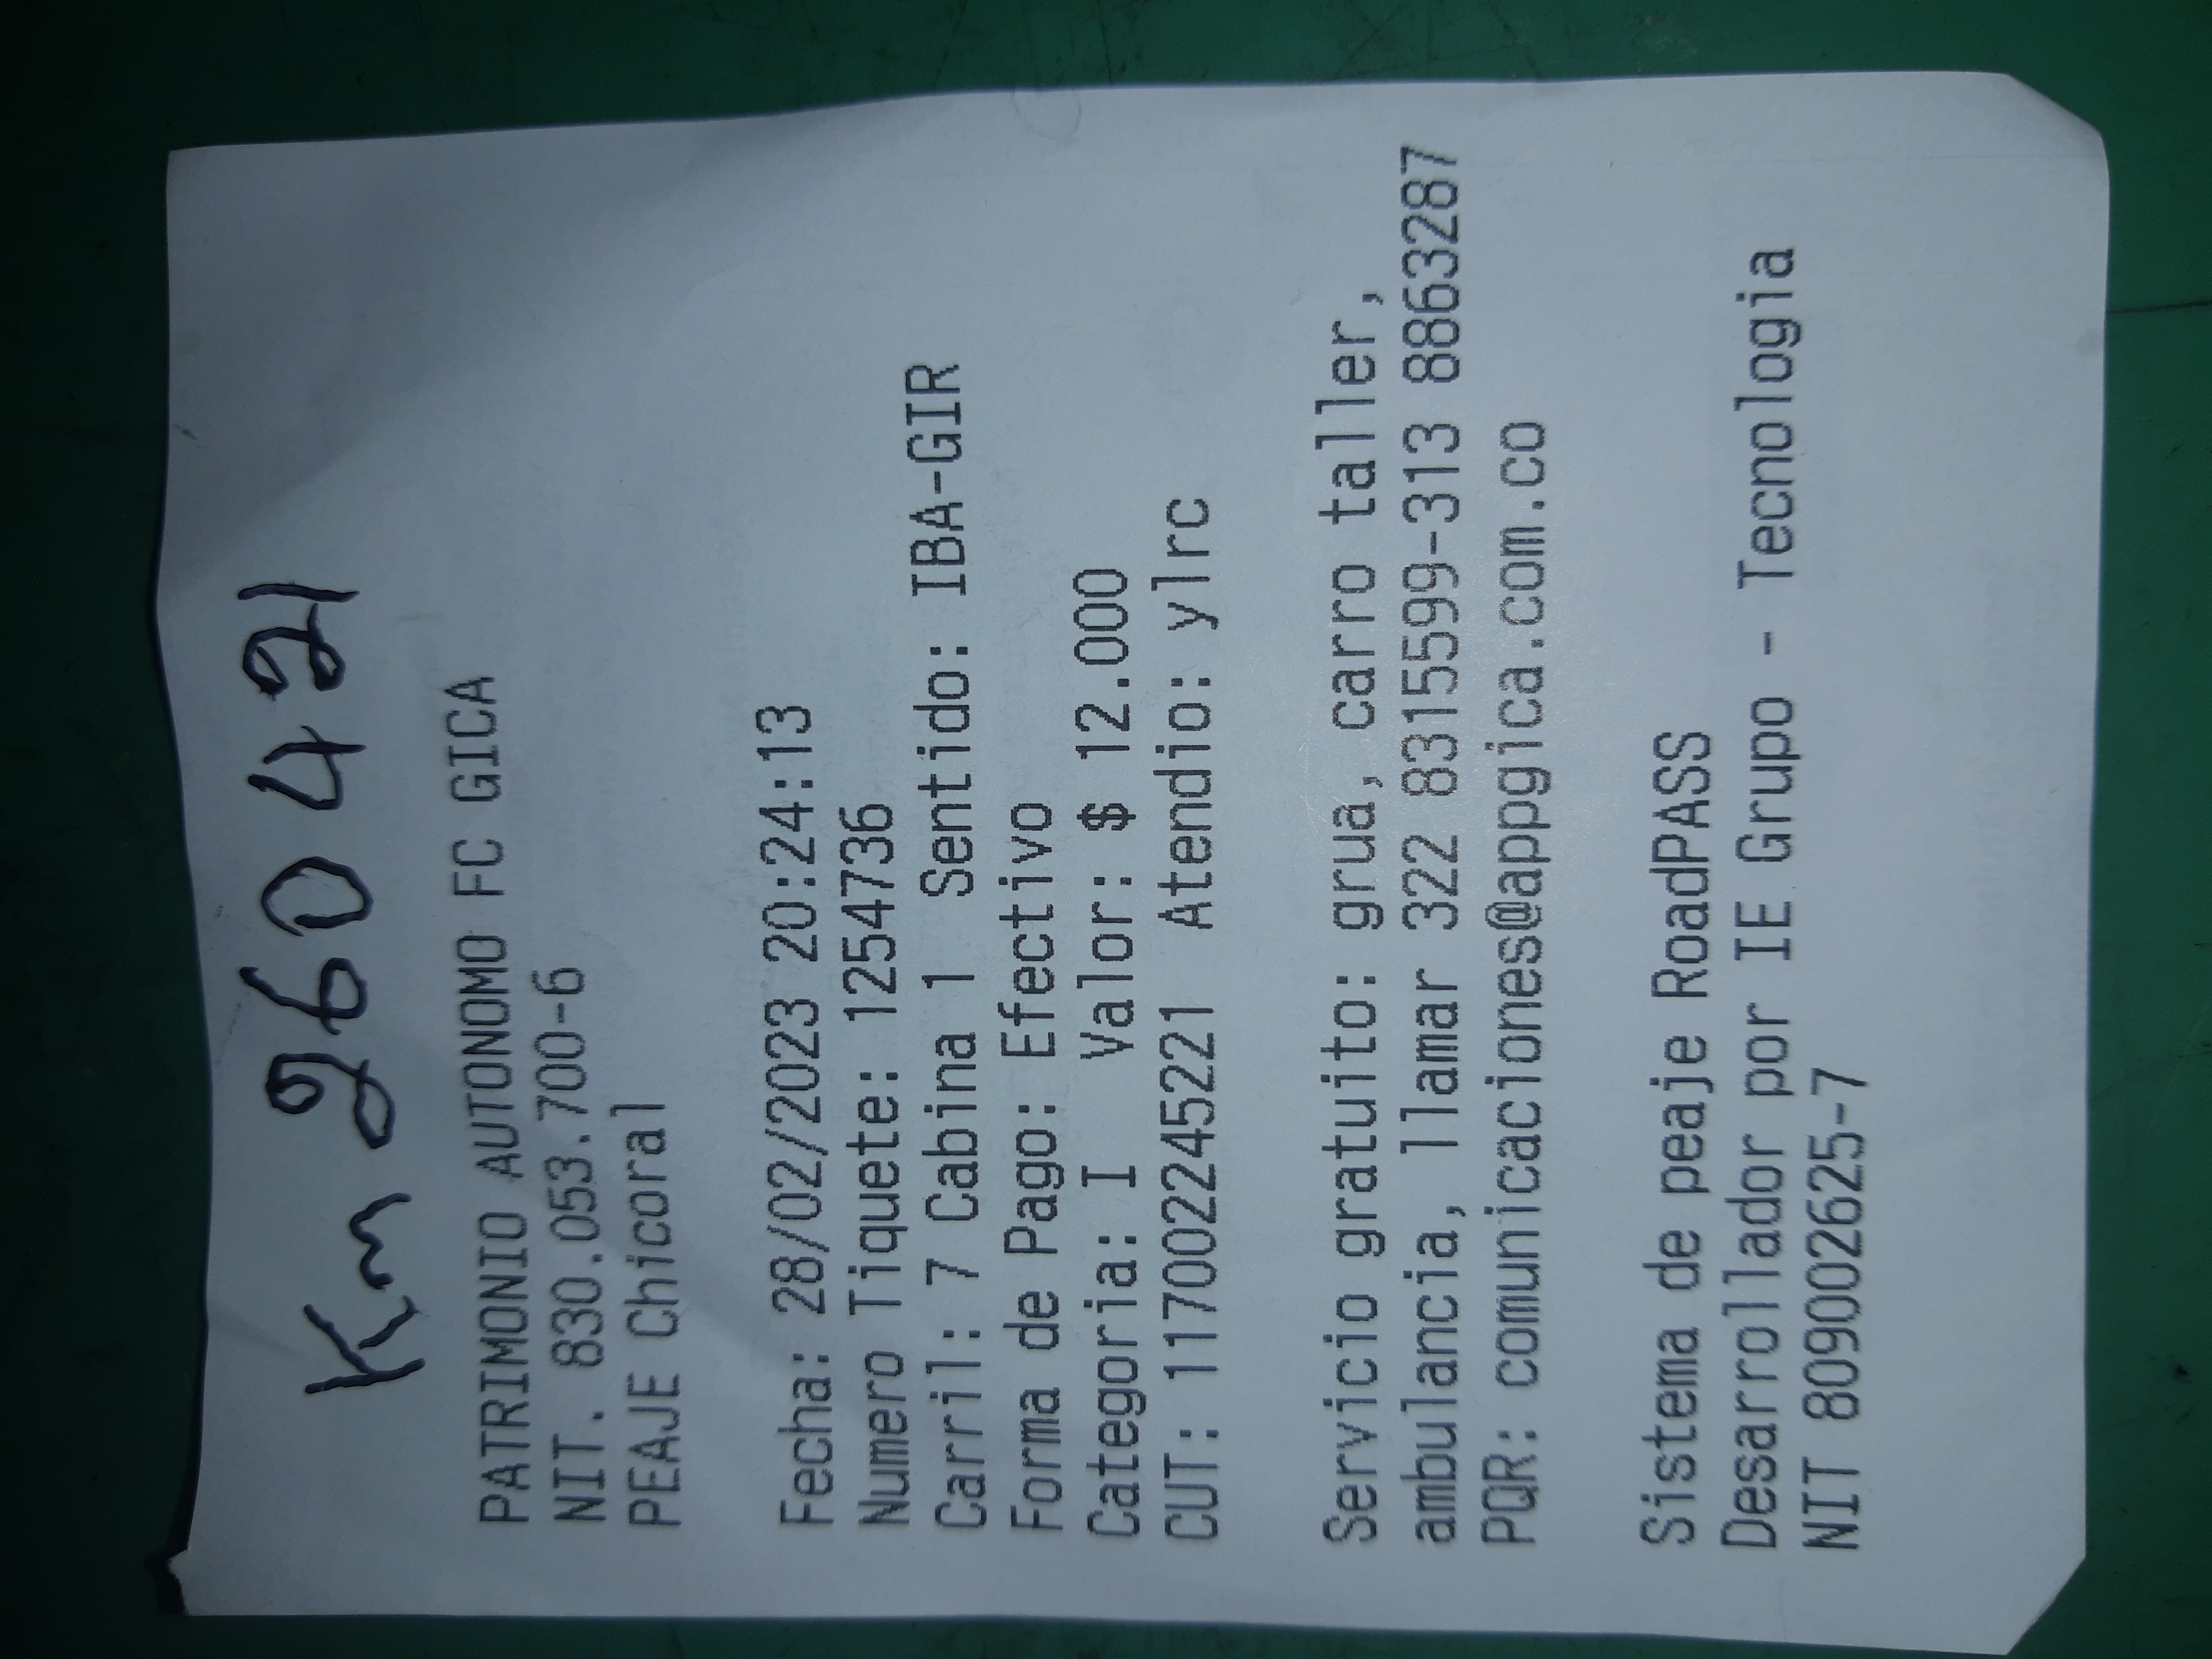 Km 260421
PATRIMONIO AUTONOMO FC GICA
NIT. 830.053.700-6
PEAJE Chicoral
Fecha: 28/02/2023 20:24:13
Numero Tiquete: 1254736
Carril: 7 Cabina 1 Sentido: IBA-GIR
Forma de Pago: Efectivo
Categoria: I Valor: $ 12.000
CUT: 11700224522​1 Atendio: ylrc
Servicio gratuito: grua, carro taller,
ambulancia, llamar 322 8315599-313 8863287
PQR: comunicaciones@appgica.com.co
Sistema de peaje RoadPASS
Desarrollador por IE Grupo - Tecnologia
NIT 809002625-7